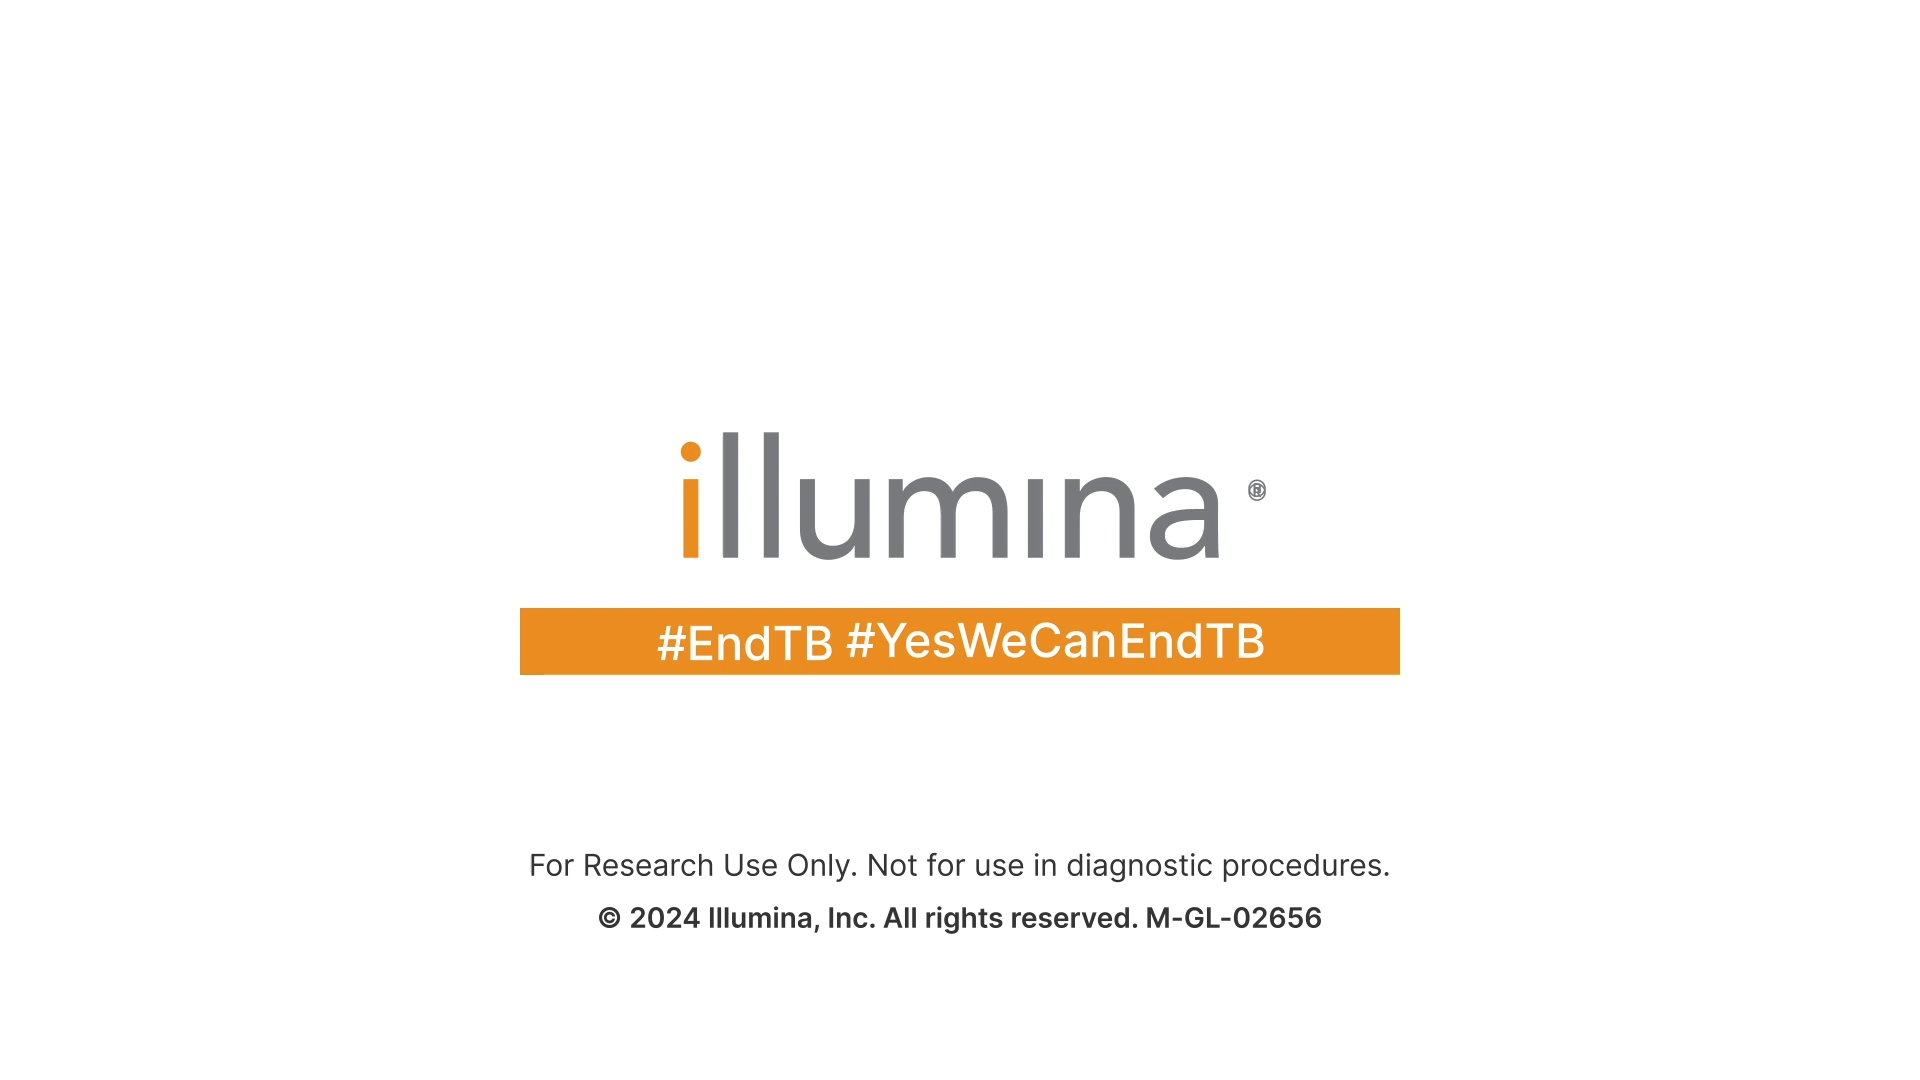 illumina®
#EndTB #YesWeCanEndTB
For Research Use Only. Not for use in diagnostic procedures.
© 2024 Illumina, Inc. All rights reserved. M-GL-02656